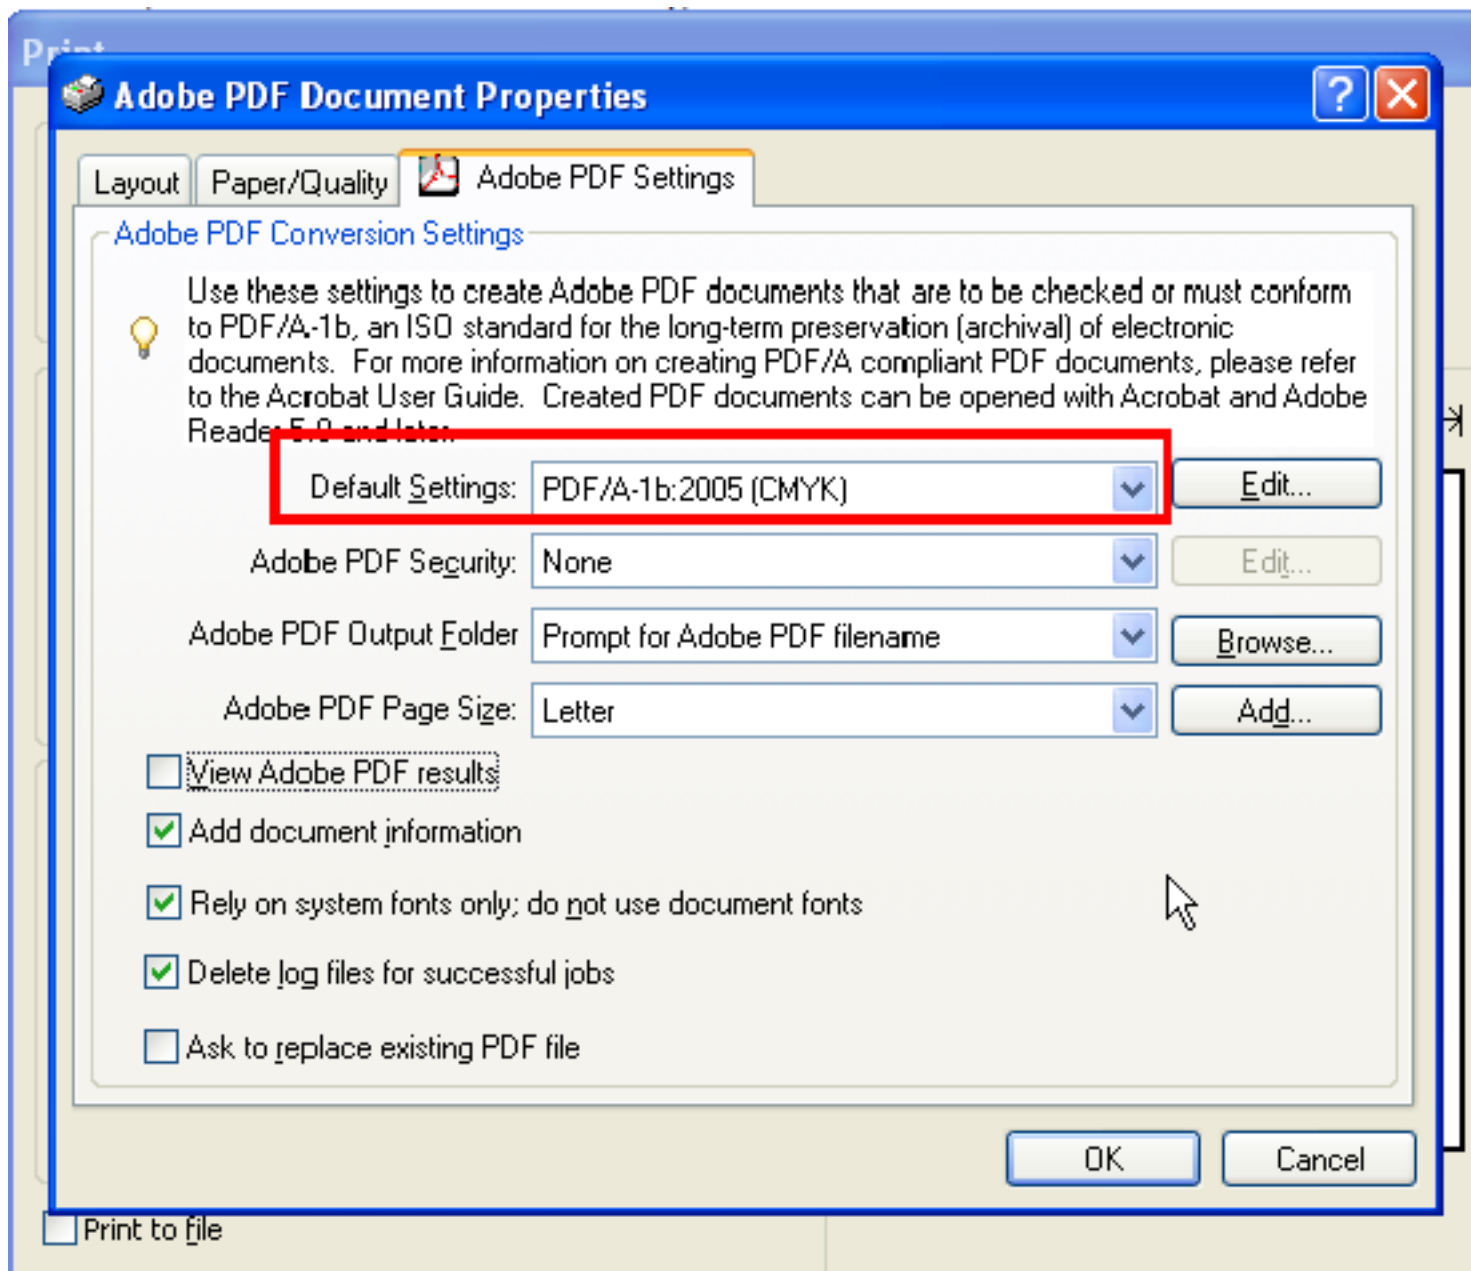 Print
Adobe PDF Document Properties
Layout
Paper/Quality
Adobe PDF Settings
Adobe PDF Conversion Settings
Use these settings to create Adobe PDF documents that are to be checked or must conform
to PDF/A-1b, an ISO standard for the long-term preservation (archival) of electronic
documents.  For more information on creating PDF/A compliant PDF documents, please refer
to the Acrobat User Guide.  Created PDF documents can be opened with Acrobat and Adobe
Reader 5.0 and later.
Default Settings: PDF/A-1b:2005 (CMYK) Edit...
Adobe PDF Security: None Edit...
Adobe PDF Output Folder Prompt for Adobe PDF filename Browse...
Adobe PDF Page Size: Letter Add...
View Adobe PDF results
Add document information
Rely on system fonts only; do not use document fonts
Delete log files for successful jobs
Ask to replace existing PDF file
OK Cancel
Print to file